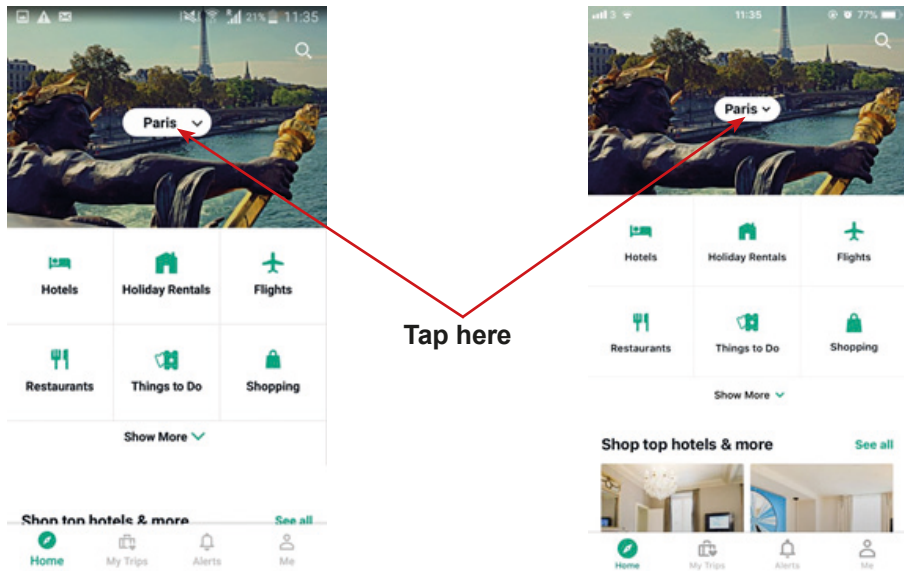 21% 11:35
Paris
Hotels
Holiday Rentals
Flights
Restaurants
Things to Do
Shopping
Show More
Shop top hotels & more
See all
Home
My Trips
Alerts
Me
Tap here
3 11:35 77%
Paris
Hotels
Holiday Rentals
Flights
Restaurants
Things to Do
Shopping
Show More
Shop top hotels & more
See all
Home
My Trips
Alerts
Me